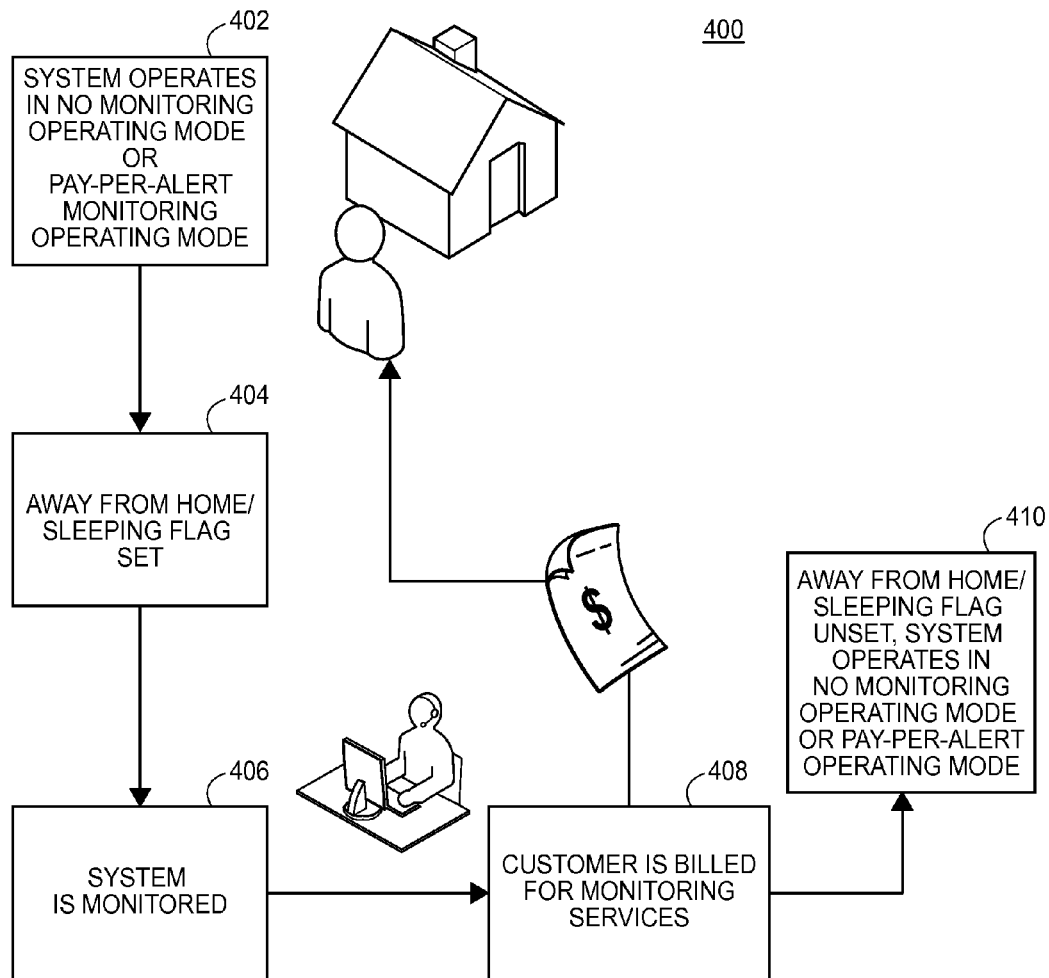 400
402
SYSTEM OPERATES
IN NO MONITORING
OPERATING MODE
OR
PAY-PER-ALERT
MONITORING
OPERATING MODE
404
AWAY FROM HOME/
SLEEPING FLAG
SET
406
SYSTEM
IS MONITORED
$
408
CUSTOMER IS BILLED
FOR MONITORING
SERVICES
410
AWAY FROM HOME/
SLEEPING FLAG
UNSET, SYSTEM
OPERATES IN
NO MONITORING
OPERATING MODE
OR PAY-PER-ALERT
OPERATING MODE